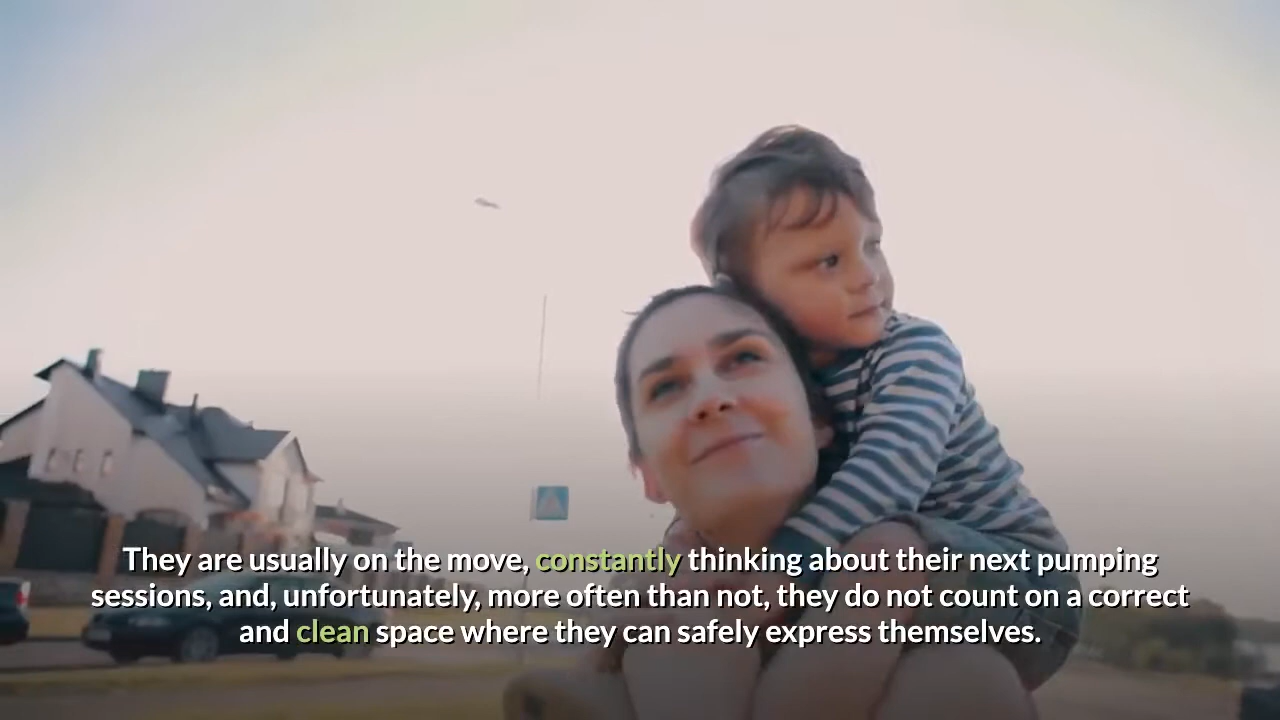 They are usually on the move, constantly thinking about their next pumping
sessions, and, unfortunately, more often than not, they do not count on a correct
and clean space where they can safely express themselves.